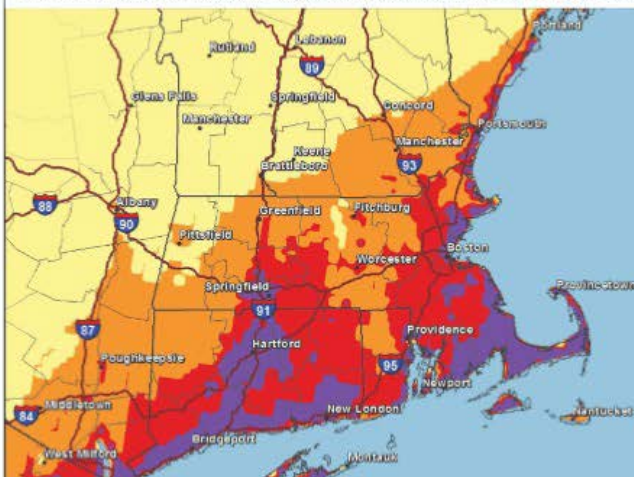 Portland
Lebanon
Rutland
89
Glens Falls
Springfield
Concord
Manchester
Portsmouth
Keene
Manchester
93
Brattleboro
88
Albany
Greenfield
Fitchburg
90
Pittsfield
Boston
Worcester
Springfield
Provincetown
91
87
Hartford
Providence
Poughkeepsie
95
Newport
84
Middletown
New London
Nantucket
Bridgeport
West Milford
Montauk